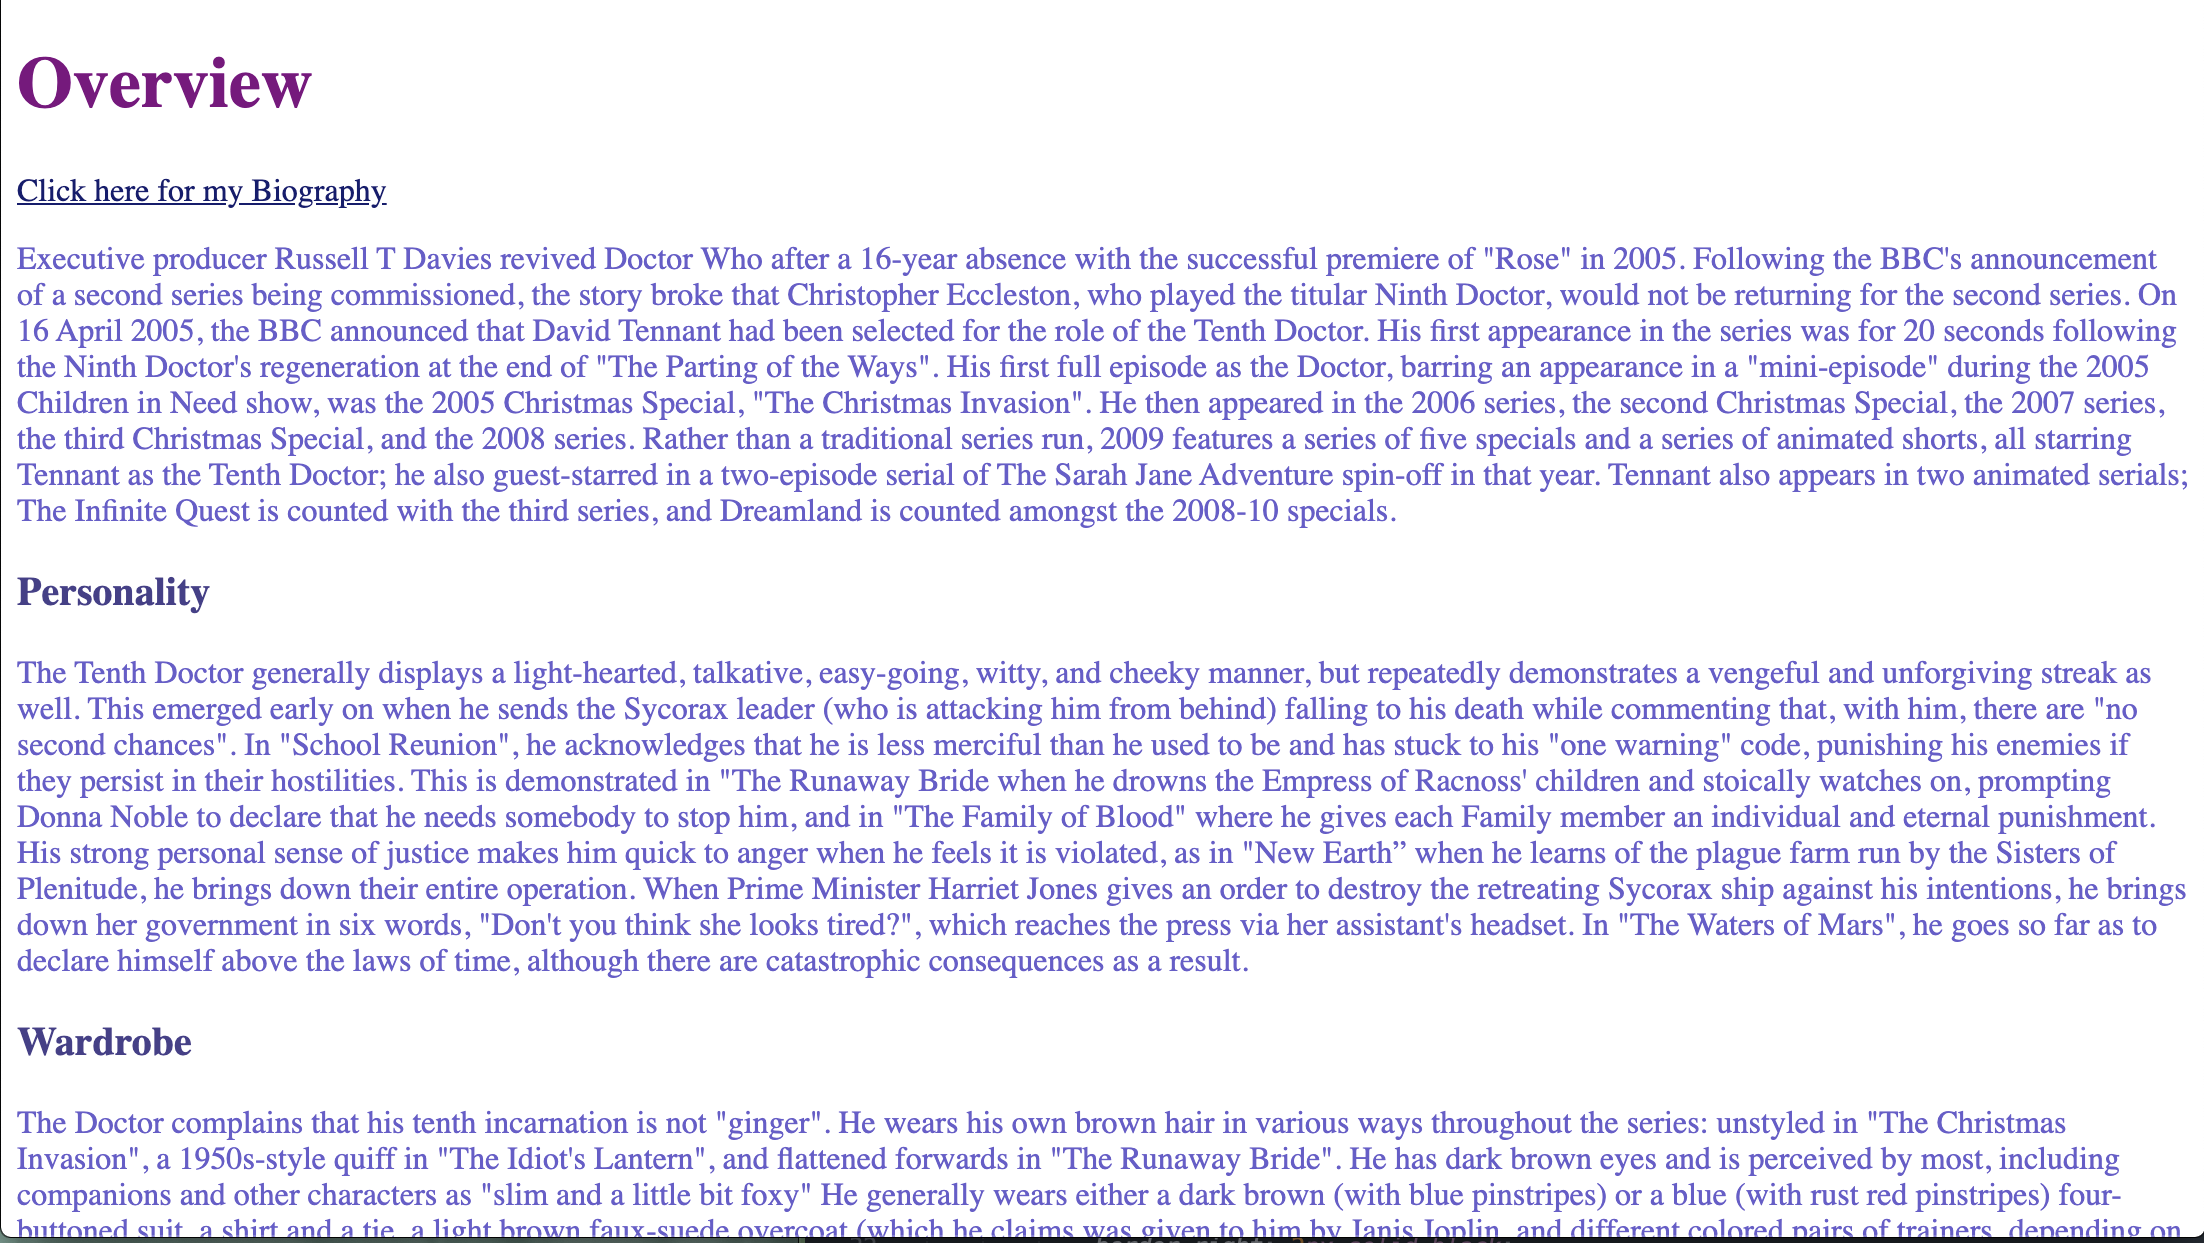 Overview
Click here for my Biography
Executive producer Russell T Davies revived Doctor Who after a 16-year absence with the successful premiere of "Rose" in 2005. Following the BBC's announcement
of a second series being commissioned, the story broke that Christopher Eccleston, who played the titular Ninth Doctor, would not be returning for the second series. On
16 April 2005, the BBC announced that David Tennant had been selected for the role of the Tenth Doctor. His first appearance in the series was for 20 seconds following
the Ninth Doctor's regeneration at the end of "The Parting of the Ways". His first full episode as the Doctor, barring an appearance in a "mini-episode" during the 2005
Children in Need show, was the 2005 Christmas Special, "The Christmas Invasion". He then appeared in the 2006 series, the second Christmas Special, the 2007 series,
the third Christmas Special, and the 2008 series. Rather than a traditional series run, 2009 features a series of five specials and a series of animated shorts, all starring
Tennant as the Tenth Doctor; he also guest-starred in a two-episode serial of The Sarah Jane Adventure spin-off in that year. Tennant also appears in two animated serials;
The Infinite Quest is counted with the third series, and Dreamland is counted amongst the 2008-10 specials.
Personality
The Tenth Doctor generally displays a light-hearted, talkative, easy-going, witty, and cheeky manner, but repeatedly demonstrates a vengeful and unforgiving streak as
well. This emerged early on when he sends the Sycorax leader (who is attacking him from behind) falling to his death while commenting that, with him, there are "no
second chances". In "School Reunion", he acknowledges that he is less merciful than he used to be and has stuck to his "one warning" code, punishing his enemies if
they persist in their hostilities. This is demonstrated in "The Runaway Bride when he drowns the Empress of Racnoss' children and stoically watches on, prompting
Donna Noble to declare that he needs somebody to stop him, and in "The Family of Blood" where he gives each Family member an individual and eternal punishment.
His strong personal sense of justice makes him quick to anger when he feels it is violated, as in "New Earth” when he learns of the plague farm run by the Sisters of
Plenitude, he brings down their entire operation. When Prime Minister Harriet Jones gives an order to destroy the retreating Sycorax ship against his intentions, he brings
down her government in six words, "Don't you think she looks tired?", which reaches the press via her assistant's headset. In "The Waters of Mars", he goes so far as to
declare himself above the laws of time, although there are catastrophic consequences as a result.
Wardrobe
The Doctor complains that his tenth incarnation is not "ginger". He wears his own brown hair in various ways throughout the series: unstyled in "The Christmas
Invasion", a 1950s-style quiff in "The Idiot's Lantern", and flattened forwards in "The Runaway Bride". He has dark brown eyes and is perceived by most, including
companions and other characters as "slim and a little bit foxy" He generally wears either a dark brown (with blue pinstripes) or a blue (with rust red pinstripes) four-
buttoned suit, a shirt and a tie, a light brown faux-suede overcoat (which he claims was given to him by Janis Joplin, and different colored pairs of trainers, depending on